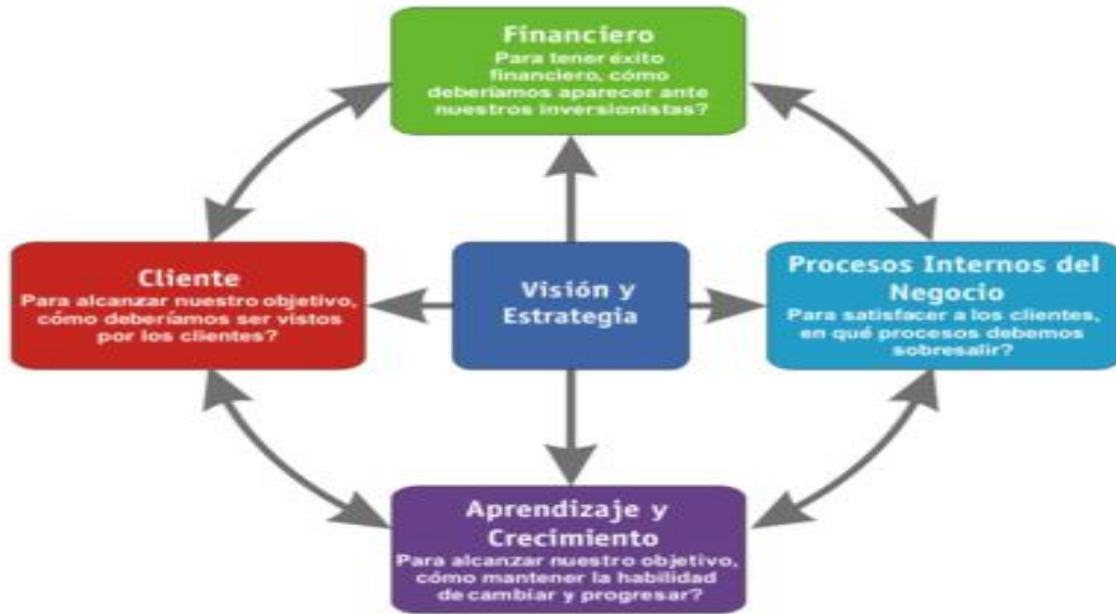 Financiero
Para tener éxito
financiero, cómo
deberíamos aparecer ante
nuestros inversionistas?
Cliente
Para alcanzar nuestro objetivo,
cómo deberíamos ser vistos
por los clientes?
Visión y
Estrategia
Procesos Internos del
Negocio
Para satisfacer a los clientes,
en qué procesos debemos
sobresalir?
Aprendizaje y
Crecimiento
Para alcanzar nuestro objetivo,
cómo mantener la habilidad
de cambiar y progresar?